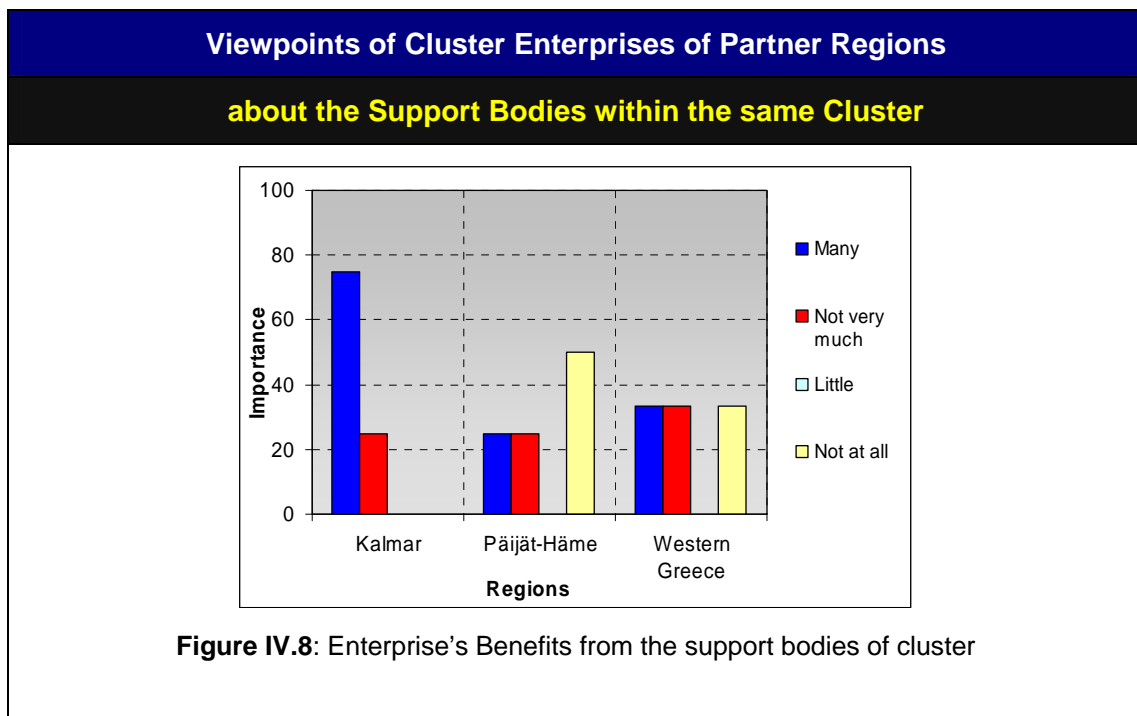 Viewpoints of Cluster Enterprises of Partner Regions
about the Support Bodies within the same Cluster
100
80
60
40
20
0
Importance
Kalmar
Päijät-Häme
Western
Greece
Regions
Many
Not very
much
Little
Not at all
Figure IV.8: Enterprise’s Benefits from the support bodies of cluster